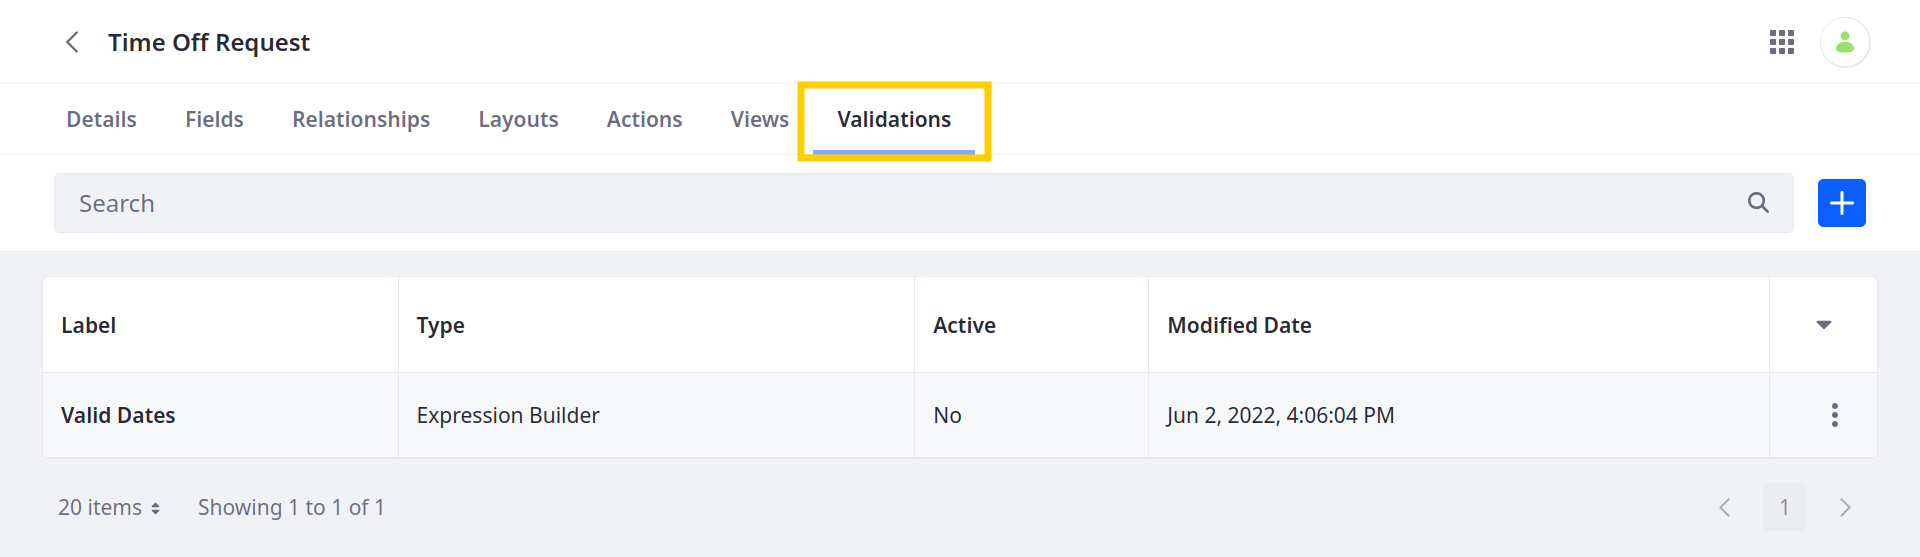 Time Off Request
Details Fields Relationships Layouts Actions Views Validations
Search
Label Type Active Modified Date
Valid Dates Expression Builder No Jun 2, 2022, 4:06:04 PM
20 items Showing 1 to 1 of 1 1